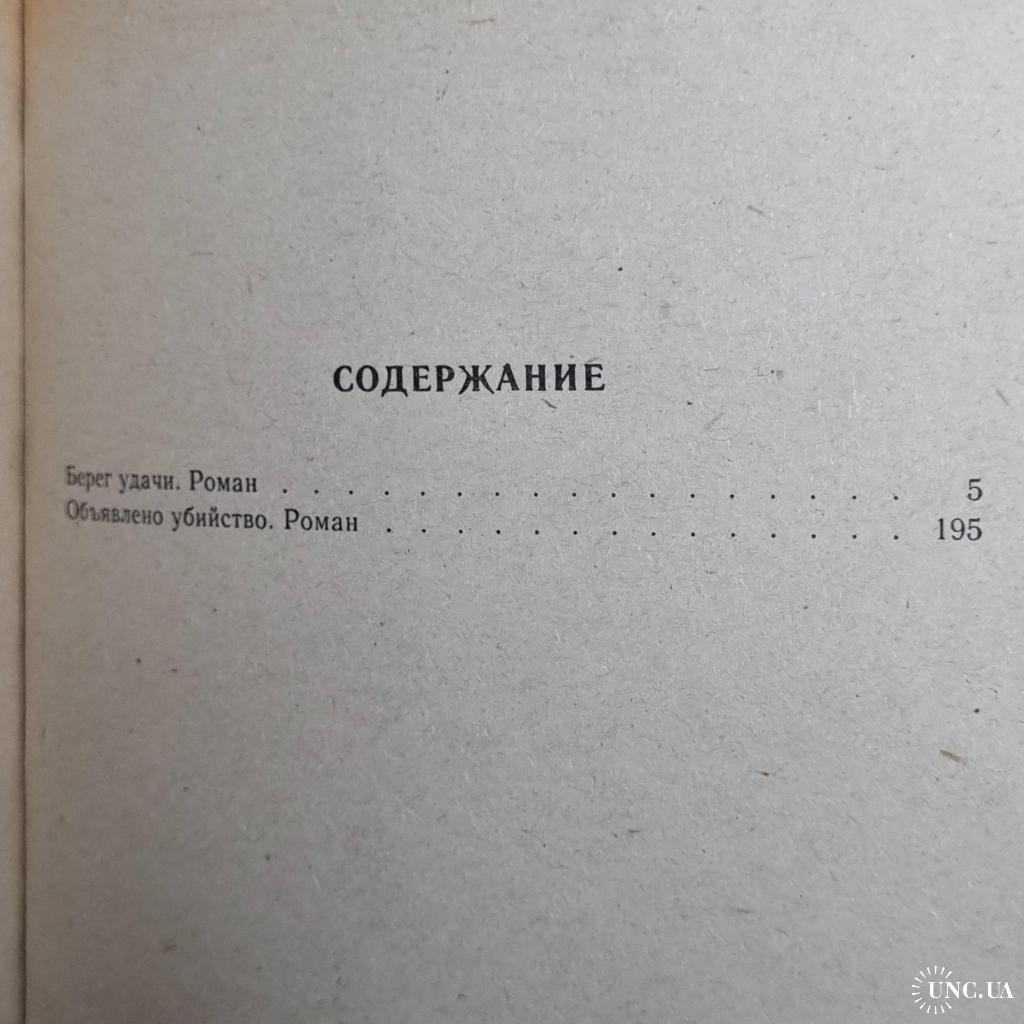 СОДЕРЖАНИЕ
Берег удачи. Роман . . . . . . . . . . . . . . . . . . 5
Объявлено убийство. Роман . . . . . . . . . . . . . . . 195
UNC.UA